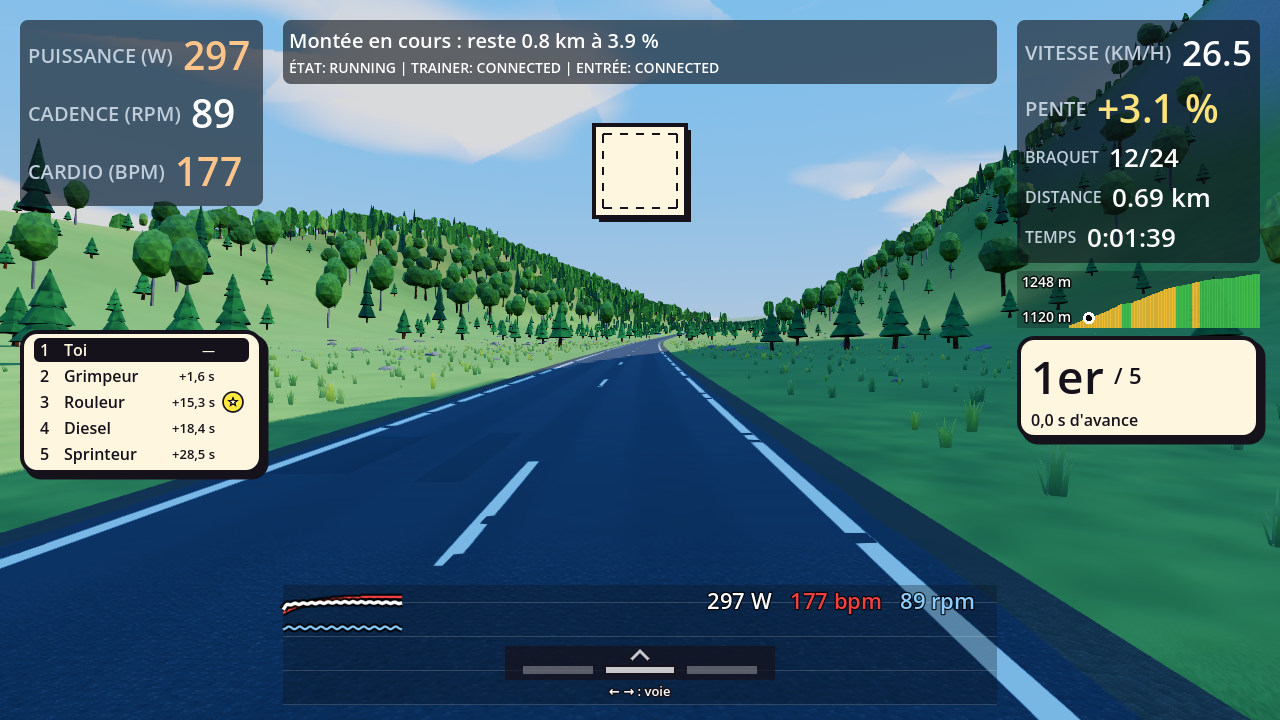 PUISSANCE (W) 297
CADENCE (RPM) 89
CARDIO (BPM) 177
Montée en cours : reste 0.8 km à 3.9 %
ÉTAT: RUNNING | TRAINER: CONNECTED | ENTRÉE: CONNECTED
VITESSE (KM/H) 26.5
PENTE +3.1 %
BRAQUET 12/24
DISTANCE 0.69 km
TEMPS 0:01:39
1248 m
1120 m
1 Toi —
2 Grimpeur +1,6 s
3 Rouleur +15,3 s
4 Diesel +18,4 s
5 Sprinteur +28,5 s
1er / 5
0,0 s d'avance
297 W 177 bpm 89 rpm
← → : voie